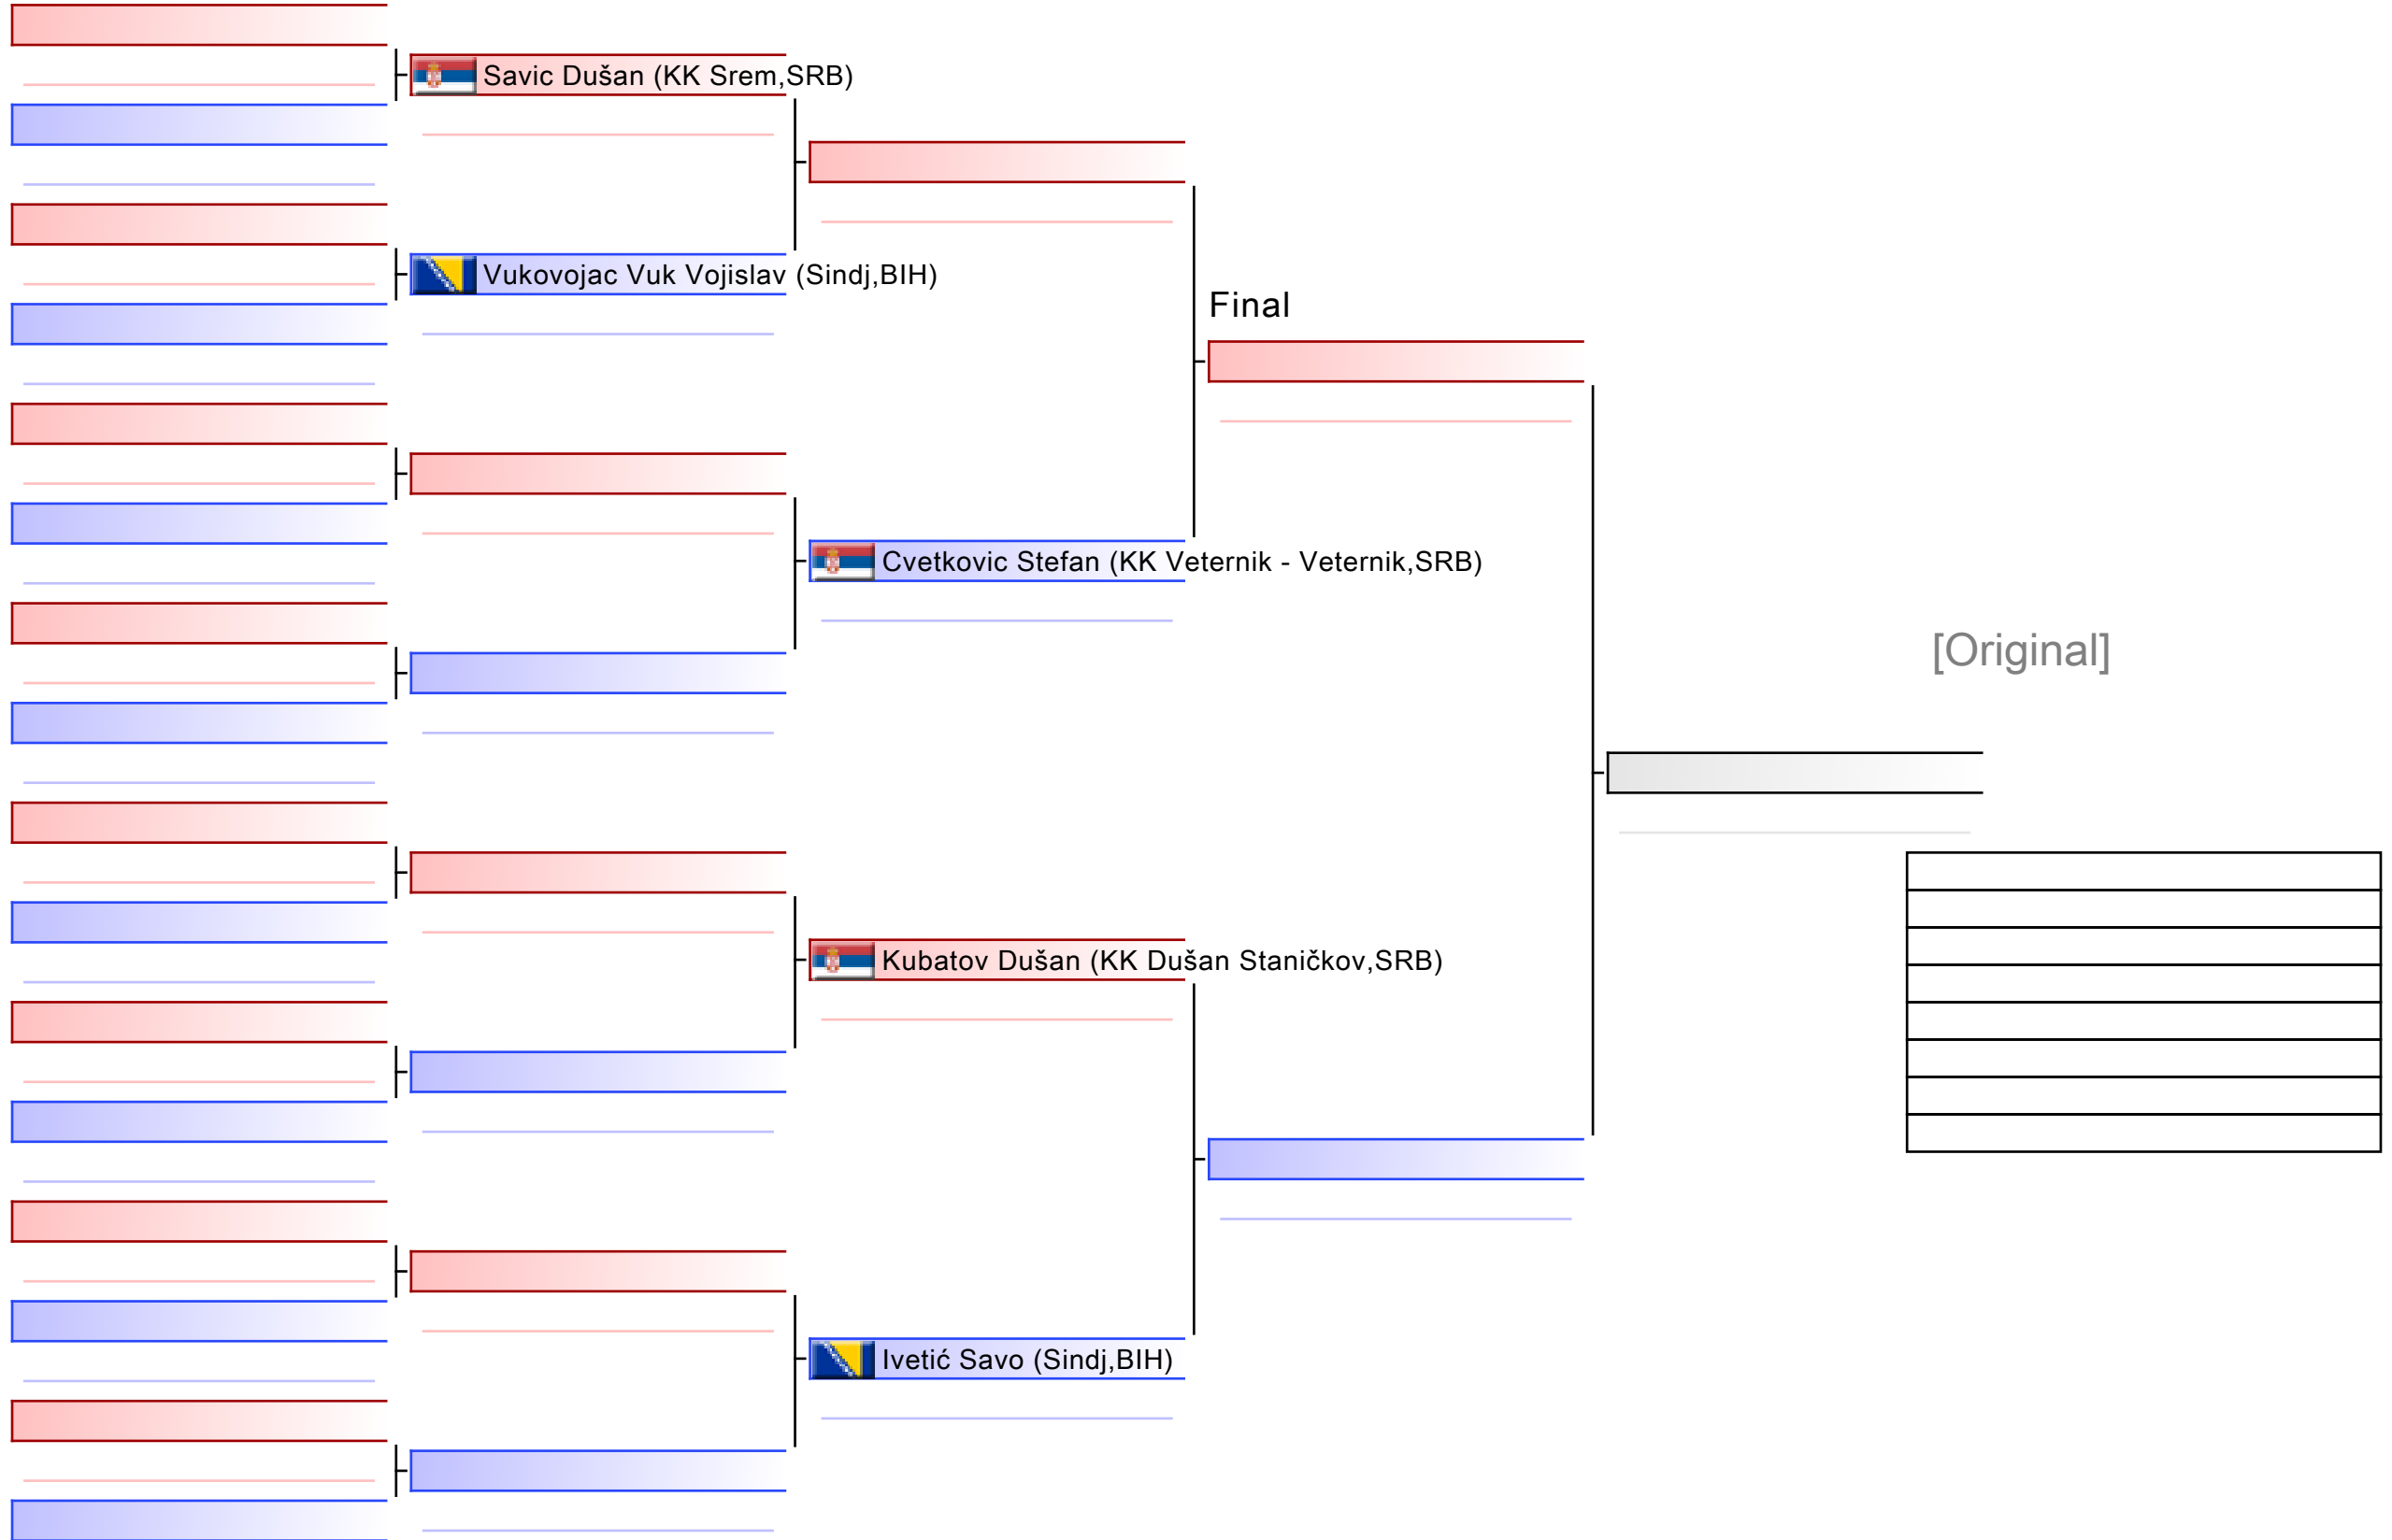 Savic Dušan (KK Srem,SRB)
Vukovojac Vuk Vojislav (Sindj,BIH)
Final
Cvetkovic Stefan (KK Veternik - Veternik,SRB)
[Original]
Kubatov Dušan (KK Dušan Staničkov,SRB)
Ivetić Savo (Sindj,BIH)